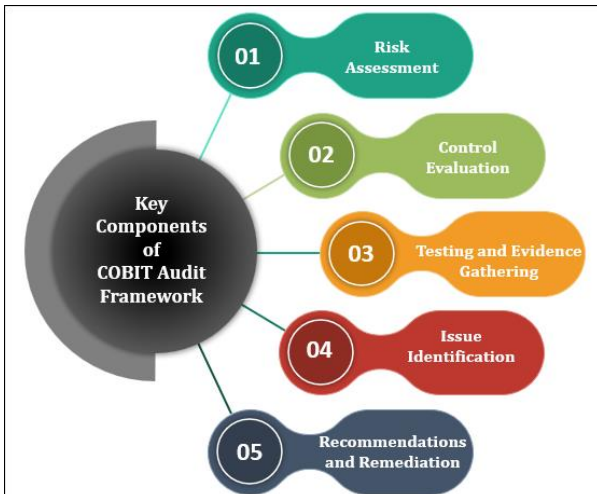 Key
Components
of
COBIT Audit
Framework
01
Risk
Assessment
02
Control
Evaluation
03
Testing and Evidence
Gathering
04
Issue
Identification
05
Recommendations
and Remediation